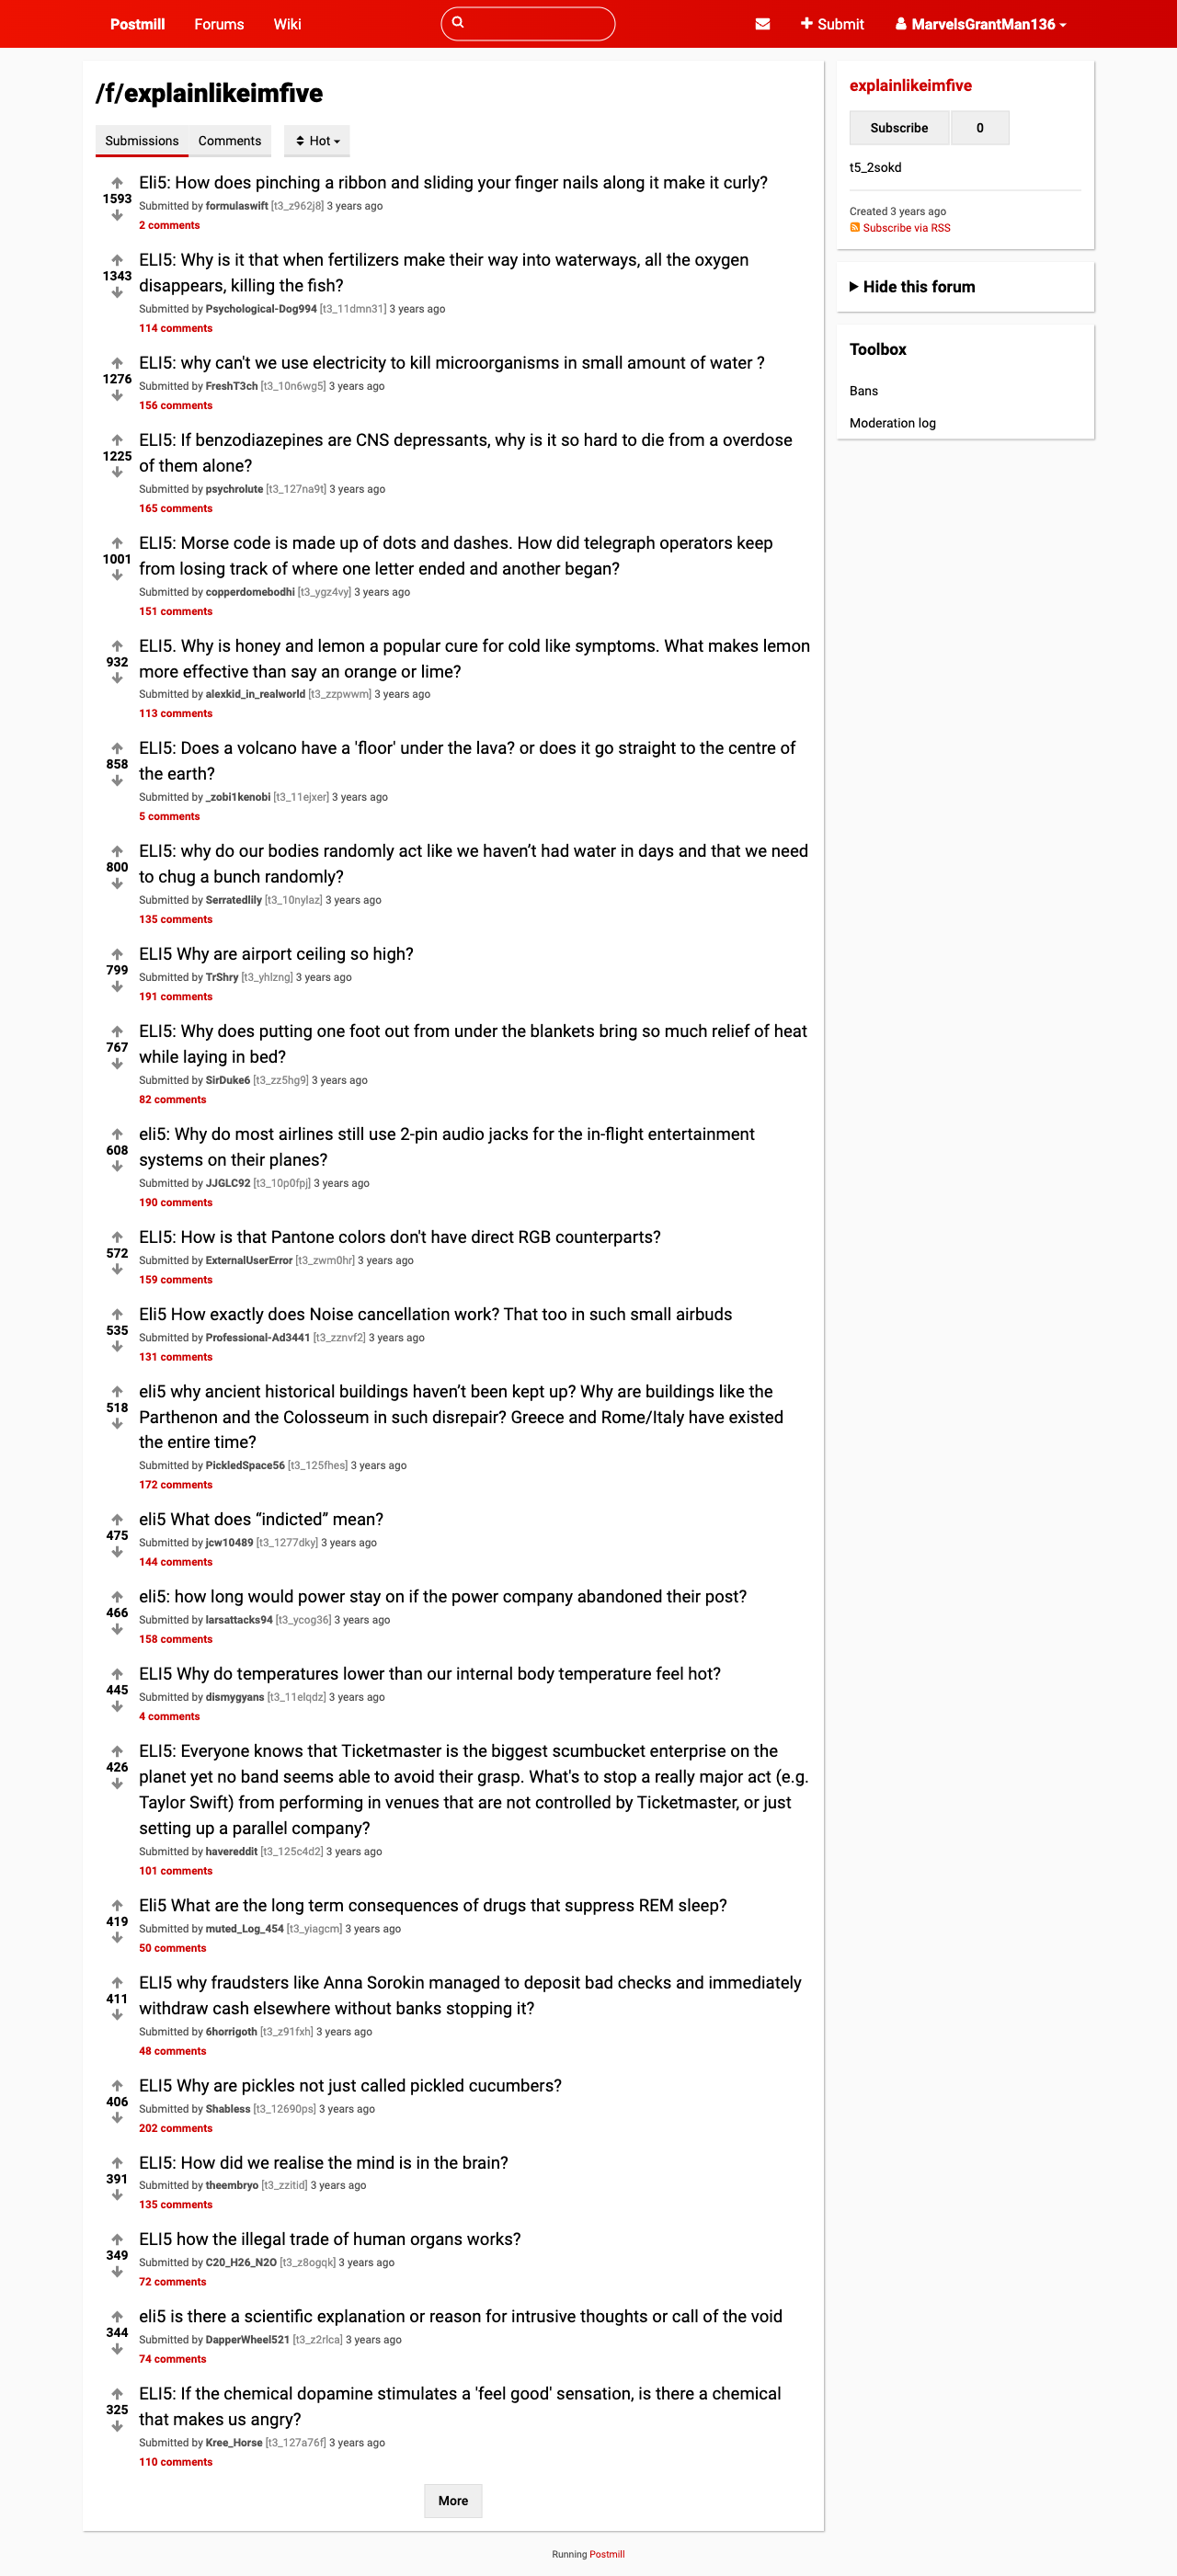 Postmill Forums Wiki Submit MarvelsGrantMan136
/f/explainlikeimfive
Submissions Comments Hot
Eli5: How does pinching a ribbon and sliding your finger nails along it make it curly?
1593
Submitted by formulaswift [t3_z962j8] 3 years ago
2 comments
ELI5: Why is it that when fertilizers make their way into waterways, all the oxygen
1343
disappears, killing the fish?
Submitted by Psychological-Dog994 [t3_11dmn31] 3 years ago
114 comments
ELI5: why can't we use electricity to kill microorganisms in small amount of water ?
1276
Submitted by FreshT3ch [t3_10n6wg5] 3 years ago
156 comments
ELI5: If benzodiazepines are CNS depressants, why is it so hard to die from a overdose
1225
of them alone?
Submitted by psychrolute [t3_127na9t] 3 years ago
165 comments
ELI5: Morse code is made up of dots and dashes. How did telegraph operators keep
1001
from losing track of where one letter ended and another began?
Submitted by copperdomebodhi [t3_ygz4vy] 3 years ago
151 comments
ELI5. Why is honey and lemon a popular cure for cold like symptoms. What makes lemon
932
more effective than say an orange or lime?
Submitted by alexkid_in_realworld [t3_zzpwwm] 3 years ago
113 comments
ELI5: Does a volcano have a 'floor' under the lava? or does it go straight to the centre of
858
the earth?
Submitted by _zobi1kenobi [t3_11ejxer] 3 years ago
5 comments
ELI5: why do our bodies randomly act like we haven’t had water in days and that we need
800
to chug a bunch randomly?
Submitted by Serratedlily [t3_10nylaz] 3 years ago
135 comments
ELI5 Why are airport ceiling so high?
799
Submitted by TrShry [t3_yhlzng] 3 years ago
191 comments
ELI5: Why does putting one foot out from under the blankets bring so much relief of heat
767
while laying in bed?
Submitted by SirDuke6 [t3_zz5hg9] 3 years ago
82 comments
eli5: Why do most airlines still use 2-pin audio jacks for the in-flight entertainment
608
systems on their planes?
Submitted by JJGLC92 [t3_10p0fpj] 3 years ago
190 comments
ELI5: How is that Pantone colors don't have direct RGB counterparts?
572
Submitted by ExternalUserError [t3_zwm0hr] 3 years ago
159 comments
Eli5 How exactly does Noise cancellation work? That too in such small airbuds
535
Submitted by Professional-Ad3441 [t3_zznvf2] 3 years ago
131 comments
eli5 why ancient historical buildings haven’t been kept up? Why are buildings like the
518
Parthenon and the Colosseum in such disrepair? Greece and Rome/Italy have existed
the entire time?
Submitted by PickledSpace56 [t3_125fhes] 3 years ago
172 comments
eli5 What does “indicted” mean?
475
Submitted by jcw10489 [t3_1277dky] 3 years ago
144 comments
eli5: how long would power stay on if the power company abandoned their post?
466
Submitted by larsattacks94 [t3_ycog36] 3 years ago
158 comments
ELI5 Why do temperatures lower than our internal body temperature feel hot?
445
Submitted by dismygyans [t3_11elqdz] 3 years ago
4 comments
ELI5: Everyone knows that Ticketmaster is the biggest scumbucket enterprise on the
426
planet yet no band seems able to avoid their grasp. What's to stop a really major act (e.g.
Taylor Swift) from performing in venues that are not controlled by Ticketmaster, or just
setting up a parallel company?
Submitted by havereddit [t3_125c4d2] 3 years ago
101 comments
Eli5 What are the long term consequences of drugs that suppress REM sleep?
419
Submitted by muted_Log_454 [t3_yiagcm] 3 years ago
50 comments
ELI5 why fraudsters like Anna Sorokin managed to deposit bad checks and immediately
411
withdraw cash elsewhere without banks stopping it?
Submitted by 6horrigoth [t3_z91fxh] 3 years ago
48 comments
ELI5 Why are pickles not just called pickled cucumbers?
406
Submitted by Shabless [t3_12690ps] 3 years ago
202 comments
ELI5: How did we realise the mind is in the brain?
391
Submitted by theembryo [t3_zzitid] 3 years ago
135 comments
ELI5 how the illegal trade of human organs works?
349
Submitted by C20_H26_N2O [t3_z8ogqk] 3 years ago
72 comments
eli5 is there a scientific explanation or reason for intrusive thoughts or call of the void
344
Submitted by DapperWheel521 [t3_z2rlca] 3 years ago
74 comments
ELI5: If the chemical dopamine stimulates a 'feel good' sensation, is there a chemical
325
that makes us angry?
Submitted by Kree_Horse [t3_127a76f] 3 years ago
110 comments
More
explainlikeimfive
Subscribe 0
t5_2sokd
Created 3 years ago
Subscribe via RSS
Hide this forum
Toolbox
Bans
Moderation log
Running Postmill